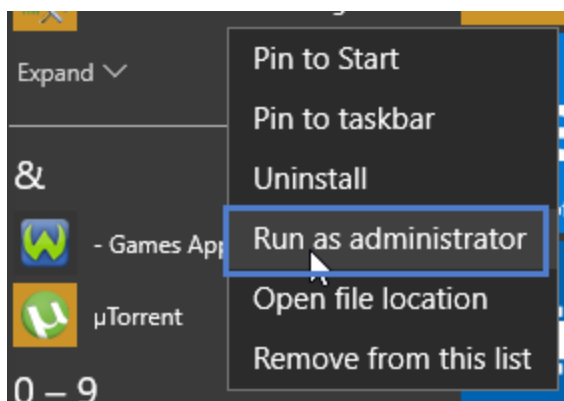 Expand
Pin to Start
Pin to taskbar
&
Uninstall
- Games App
Run as administrator
µTorrent
Open file location
Remove from this list
0 – 9